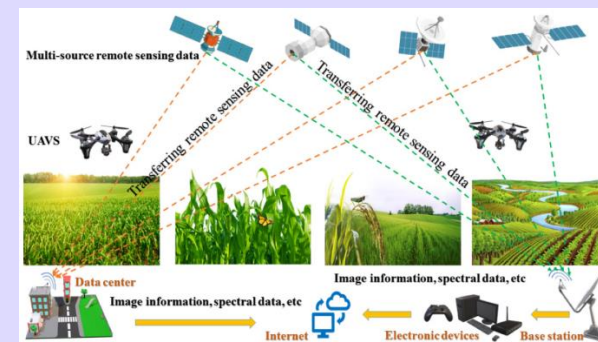 Multi-source remote sensing data
Transferring remote sensing data
Transferring remote sensing data
UAVS
Data center
Image information, spectral data, etc
Image information, spectral data, etc
Internet
Electronic devices
Base station